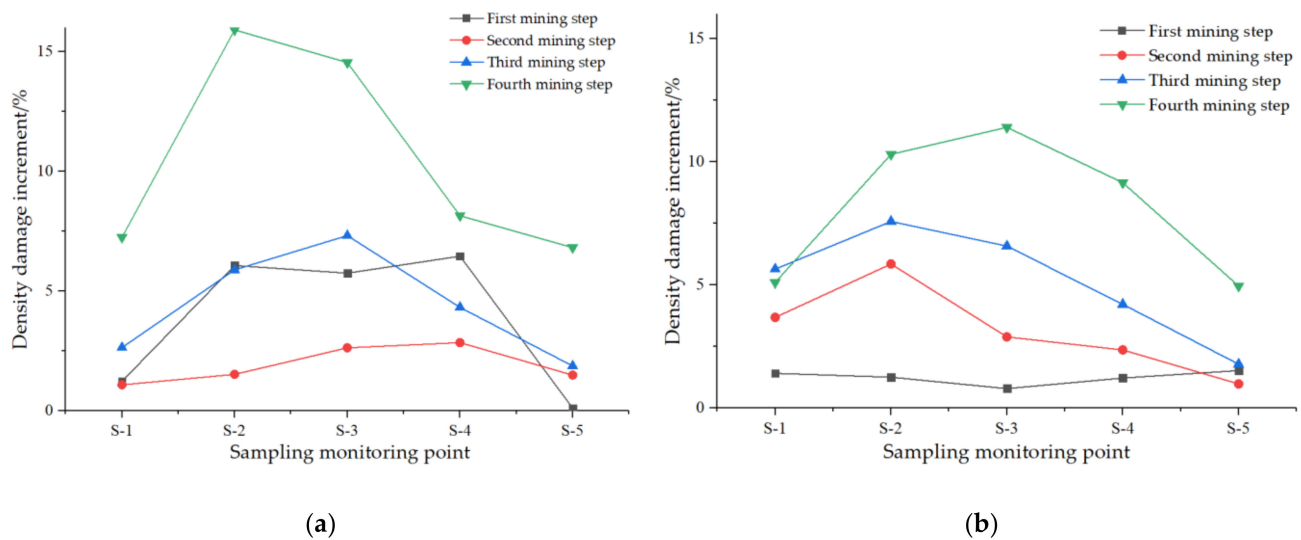 First mining step
Second mining step
Third mining step
Fourth mining step
Density damage increment/%
15
10
5
0
S-1 S-2 S-3 S-4 S-5
Sampling monitoring point
(a)
First mining step
Second mining step
Third mining step
Fourth mining step
Density damage increment/%
15
10
5
0
S-1 S-2 S-3 S-4 S-5
Sampling monitoring point
(b)